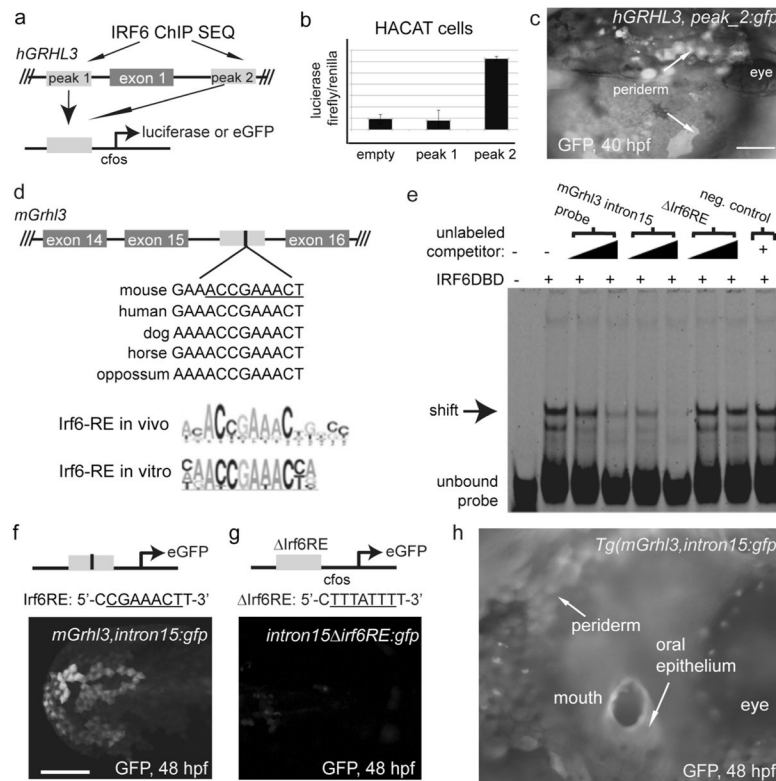 a
IRF6 ChIP SEQ
hGRHL3
peak 1
exon 1
peak 2
luciferase or eGFP
cfos
b
HACAT cells
lucierase
firefly/renilla
empty
peak 1
peak 2
c
hGRHL3, peak_2:gfp
eye
periderm
GFP, 40 hpf
d
mGrhl3
exon 14
exon 15
exon 16
mouse GAAACCGAAACT
human GAAACCGAAACT
dog AAAACCGAAACT
horse GAAACCGAAACT
oppossum AAAACCGAAACT
Irf6-RE in vivo
Irf6-RE in vitro
e
probe
mGrhl3 intron15
ΔIrf6RE
neg. control
unlabeled
competitor: - - +
IRF6DBD - + + + + + + + +
shift
unbound
probe
f
eGFP
Irf6RE: 5'-CCGAAACTT-3'
mGrhl3,intron15:gfp
GFP, 48 hpf
g
ΔIrf6RE
eGFP
cfos
ΔIrf6RE: 5'-CTTTATTTT-3'
intron15Δirf6RE:gfp
GFP, 48 hpf
h
Tg(mGrhl3,intron15:gfp
periderm
oral
epithelium
mouth
eye
GFP, 48 hpf